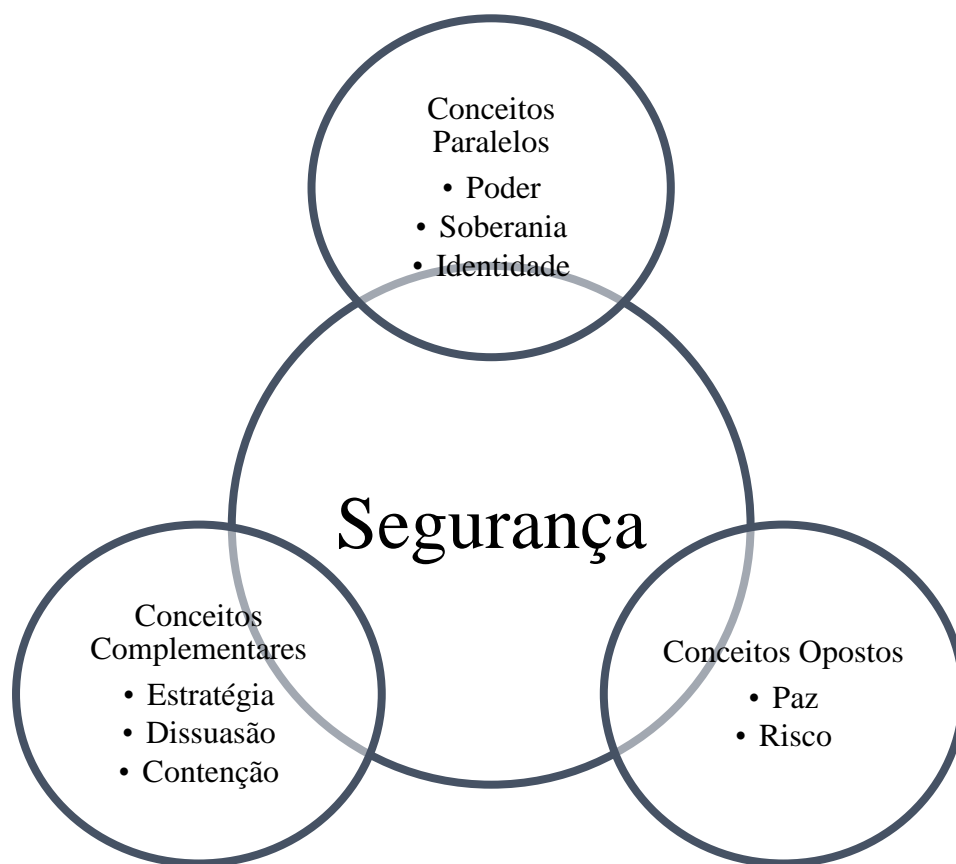 Conceitos
Paralelos
• Poder
• Soberania
• Identidade
Segurança
Conceitos
Complementares
• Estratégia
• Dissuasão
• Contenção
Conceitos Opostos
• Paz
• Risco